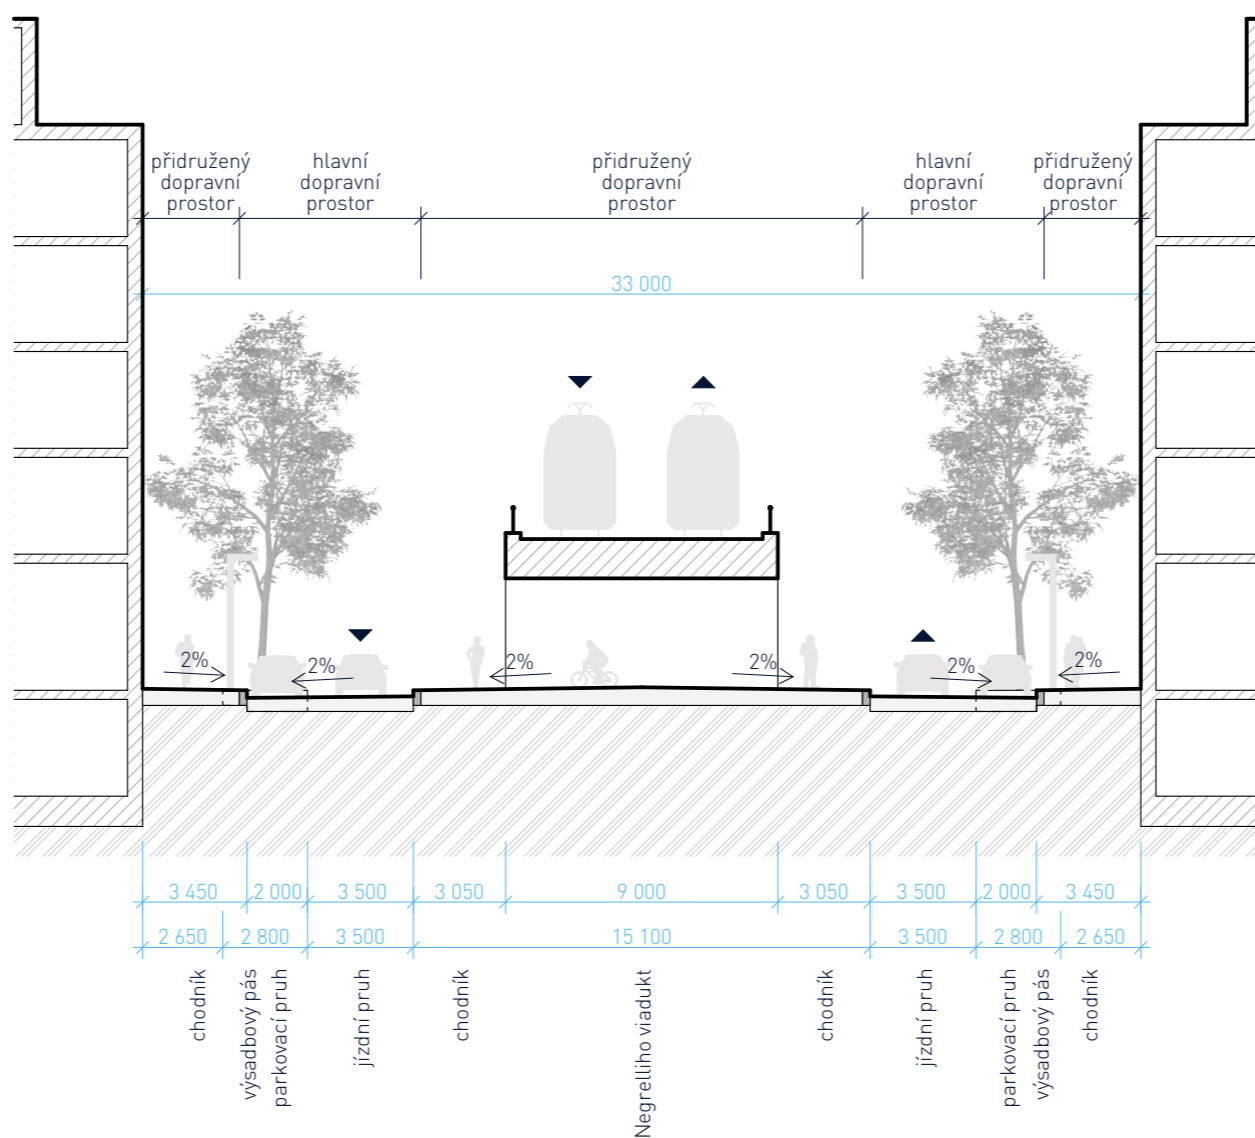 přidružený
dopravní
prostor
hlavní
dopravní
prostor
přidružený
dopravní
prostor
hlavní
dopravní
prostor
přidružený
dopravní
prostor
33 000
2%
2%
2%
2%
2%
2%
3 450
2 000
3 500
3 050
9 000
3 050
3 500
2 000
3 450
2 650
2 800
3 500
15 100
3 500
2 800
2 650
chodník
výsadbový pás
parkovací pruh
jízdní pruh
chodník
Negrelliho viadukt
chodník
jízdní pruh
parkovací pruh
výsadbový pás
chodník